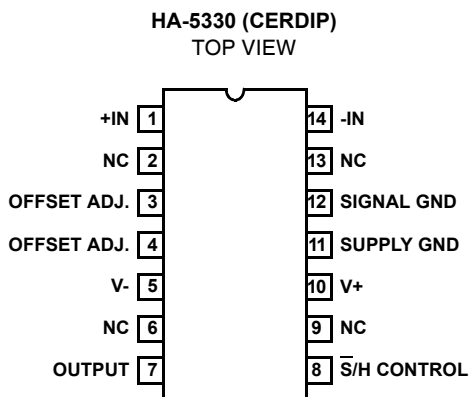 HA-5330 (CERDIP)
TOP VIEW
+IN 1 14 -IN
NC 2 13 NC
OFFSET ADJ. 3 12 SIGNAL GND
OFFSET ADJ. 4 11 SUPPLY GND
V- 5 10 V+
NC 6 9 NC
OUTPUT 7 8 S̅/H CONTROL